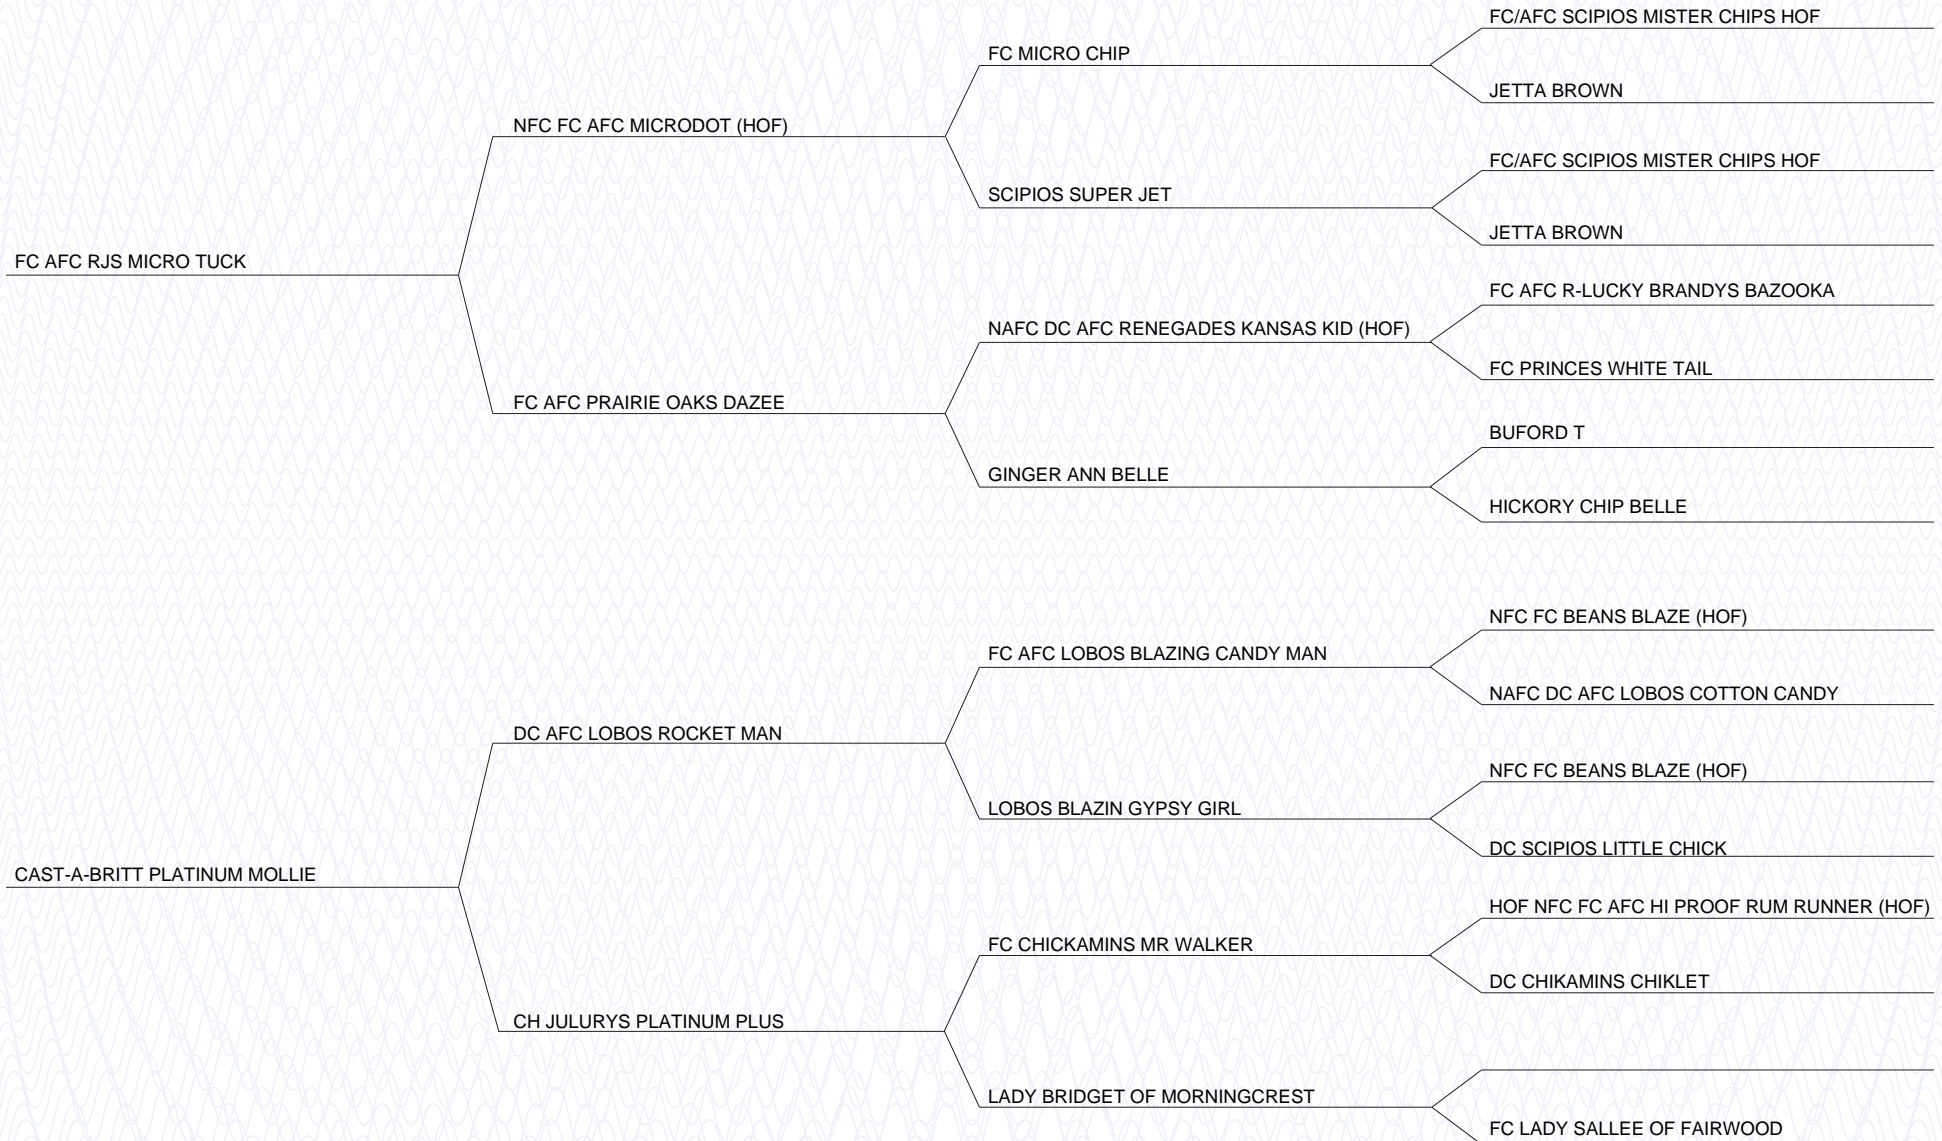 FC/AFC SCIPIOS MISTER CHIPS HOF
FC MICRO CHIP
JETTA BROWN
NFC FC AFC MICRODOT (HOF)
FC/AFC SCIPIOS MISTER CHIPS HOF
SCIPIOS SUPER JET
JETTA BROWN
FC AFC RJS MICRO TUCK
FC AFC R-LUCKY BRANDYS BAZOOKA
NAFC DC AFC RENEGADES KANSAS KID (HOF)
FC PRINCES WHITE TAIL
FC AFC PRAIRIE OAKS DAZEE
BUFORD T
GINGER ANN BELLE
HICKORY CHIP BELLE
NFC FC BEANS BLAZE (HOF)
FC AFC LOBOS BLAZING CANDY MAN
NAFC DC AFC LOBOS COTTON CANDY
DC AFC LOBOS ROCKET MAN
NFC FC BEANS BLAZE (HOF)
LOBOS BLAZIN GYPSY GIRL
DC SCIPIOS LITTLE CHICK
CAST-A-BRITT PLATINUM MOLLIE
HOF NFC FC AFC HI PROOF RUM RUNNER (HOF)
FC CHICKAMINS MR WALKER
DC CHIKAMINS CHIKLET
CH JULURYS PLATINUM PLUS
LADY BRIDGET OF MORNINGCREST
FC LADY SALLEE OF FAIRWOOD